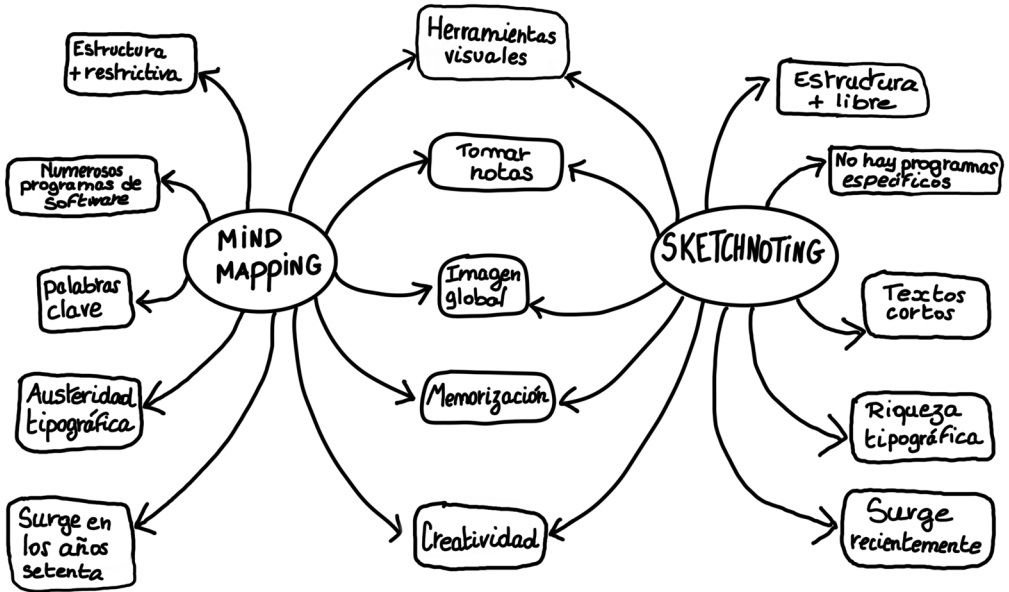 Estructura
+ restrictiva
Numerosos
programas de
software
Palabras
clave
Austeridad
tipográfica
Surge en
los años
setenta
MIND
MAPPING
Herramientas
visuales
Tomar
notas
Imagen
global
Memorización
Creatividad
SKETCHNOTING
Estructura
+ libre
No hay programas
específicos
Textos
cortos
Riqueza
tipográfica
Surge
recientemente